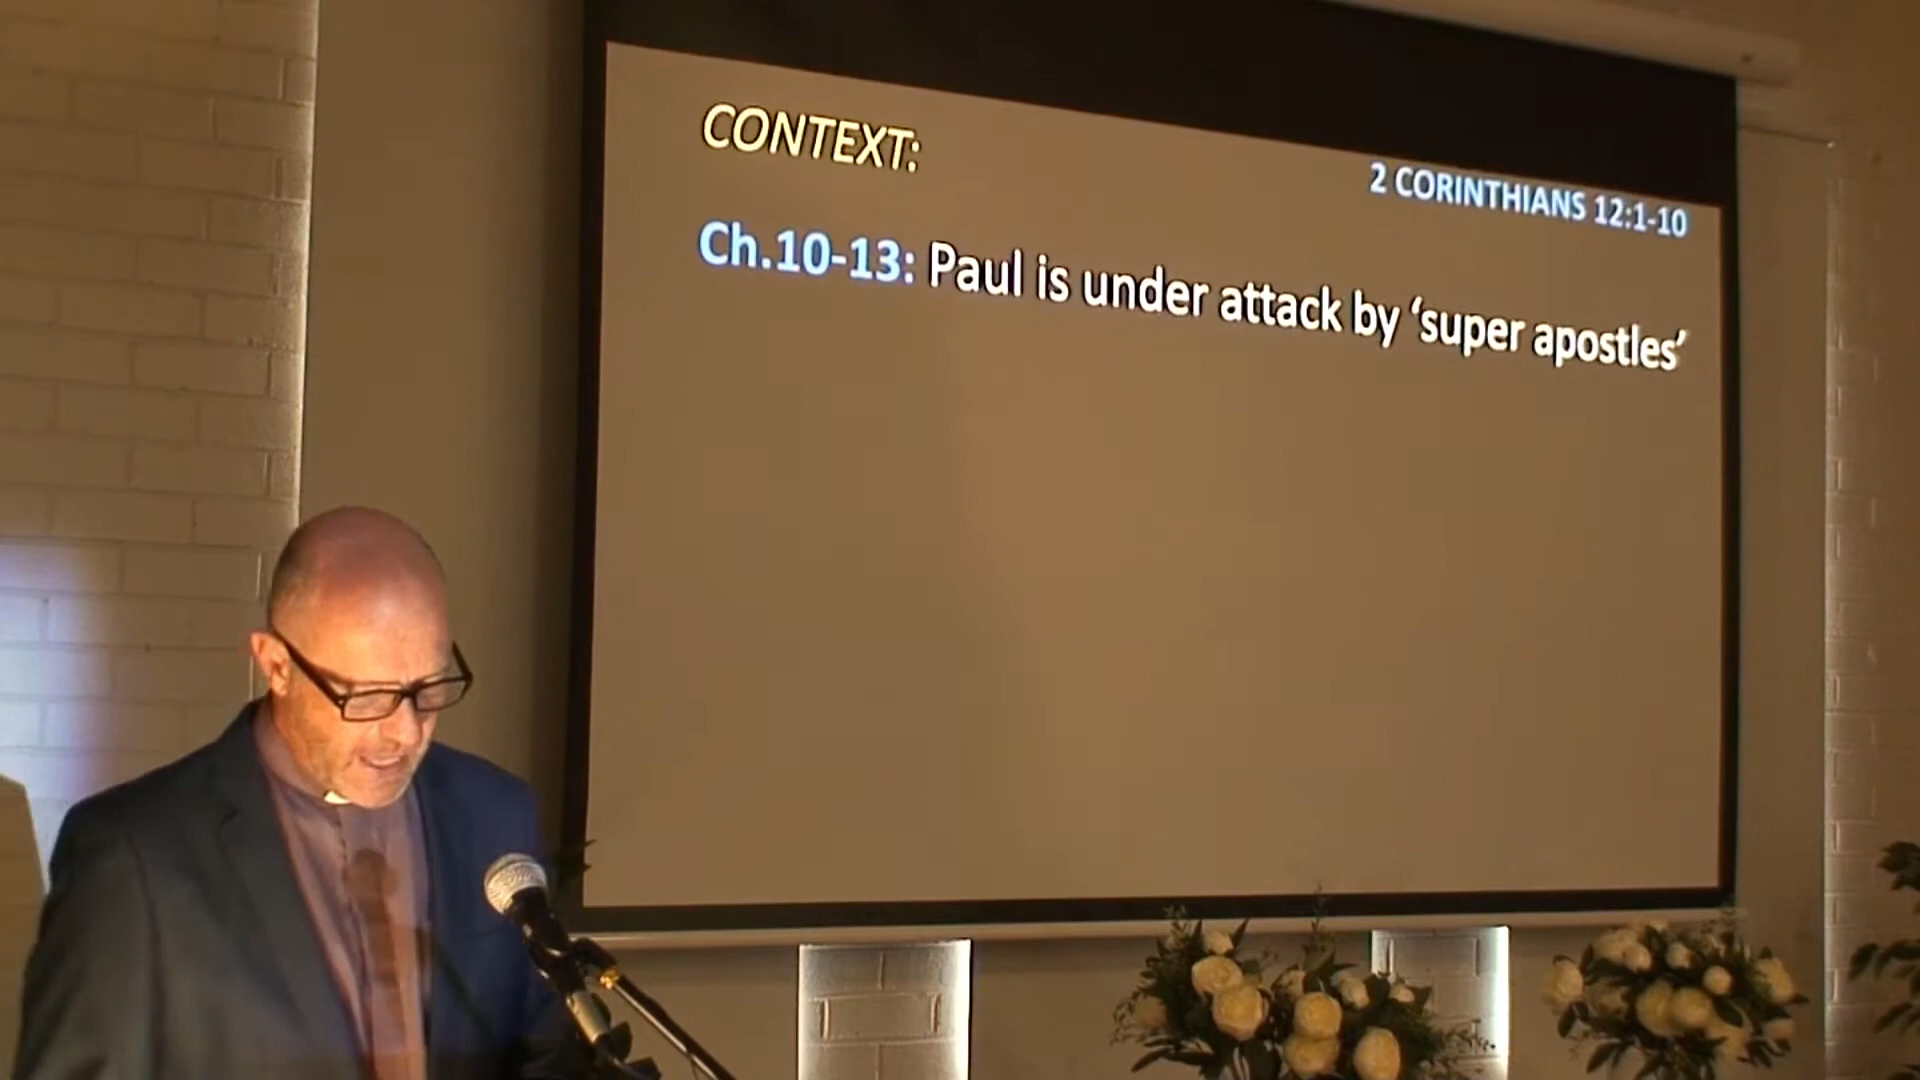 CONTEXT:
2 CORINTHIANS 12:1-10
Ch.10-13: Paul is under attack by ‘super apostles’